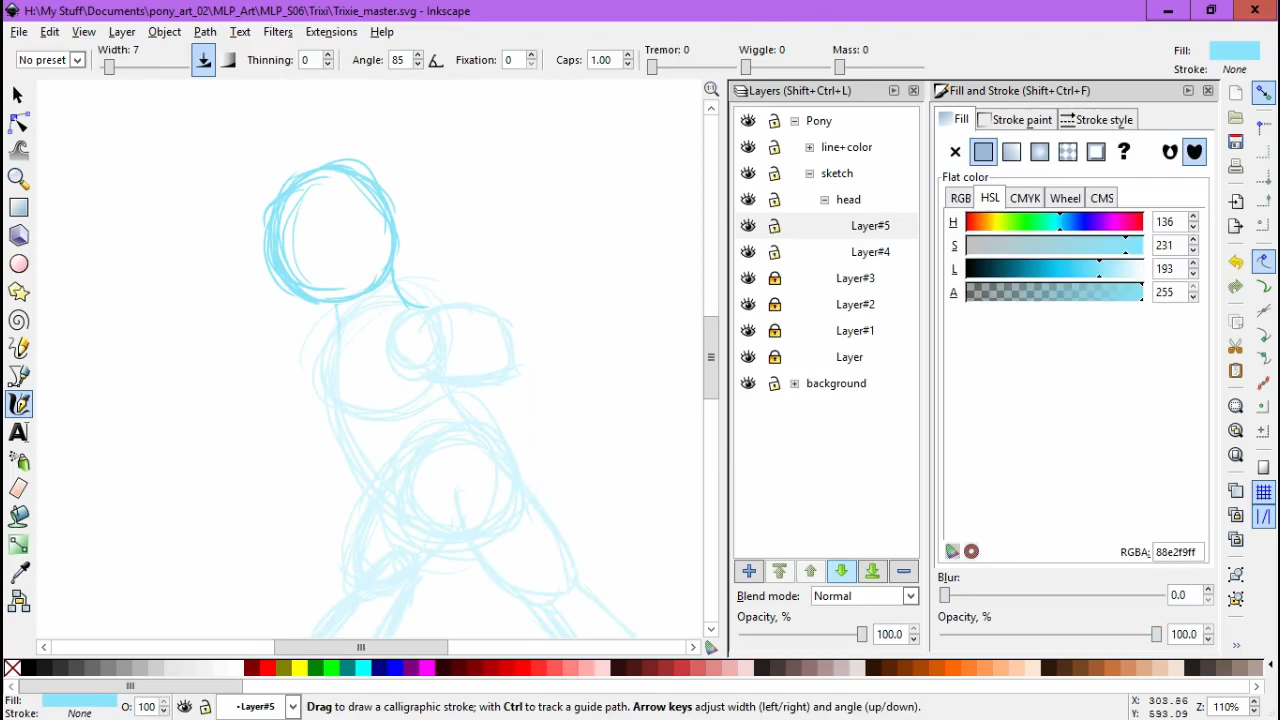 H:\My Stuff\Documents\pony_art_02\MLP_Art\MLP_S06\Trixi\Trixie_master.svg - Inkscape
File Edit View Layer Object Path Text Filters Extensions Help
No preset Width: 7 Thinning: 0 Angle: 85 Fixation: 0 Caps: 1.00 Tremor: 0 Wiggle: 0 Mass: 0 Fill:
Stroke: None
Layers (Shift+Ctrl+L) Fill and Stroke (Shift+Ctrl+F)
Pony Fill Stroke paint Stroke style
line+color
sketch Flat color
head RGB HSL CMYK Wheel CMS
Layer#5 H 136
Layer#4 S 231
Layer#3 L 193
Layer#2 A 255
Layer#1
Layer
background
RGBA: 88e2f9ff
Blend mode: Normal Blur: 0.0
Opacity, % 100.0 Opacity, % 100.0
Fill: O: 100 Layer#5 Drag to draw a calligraphic stroke; with Ctrl to track a guide path. Arrow keys adjust width (left/right) and angle (up/down). X: 303.86 Z: 110%
Stroke: None Y: 593.09